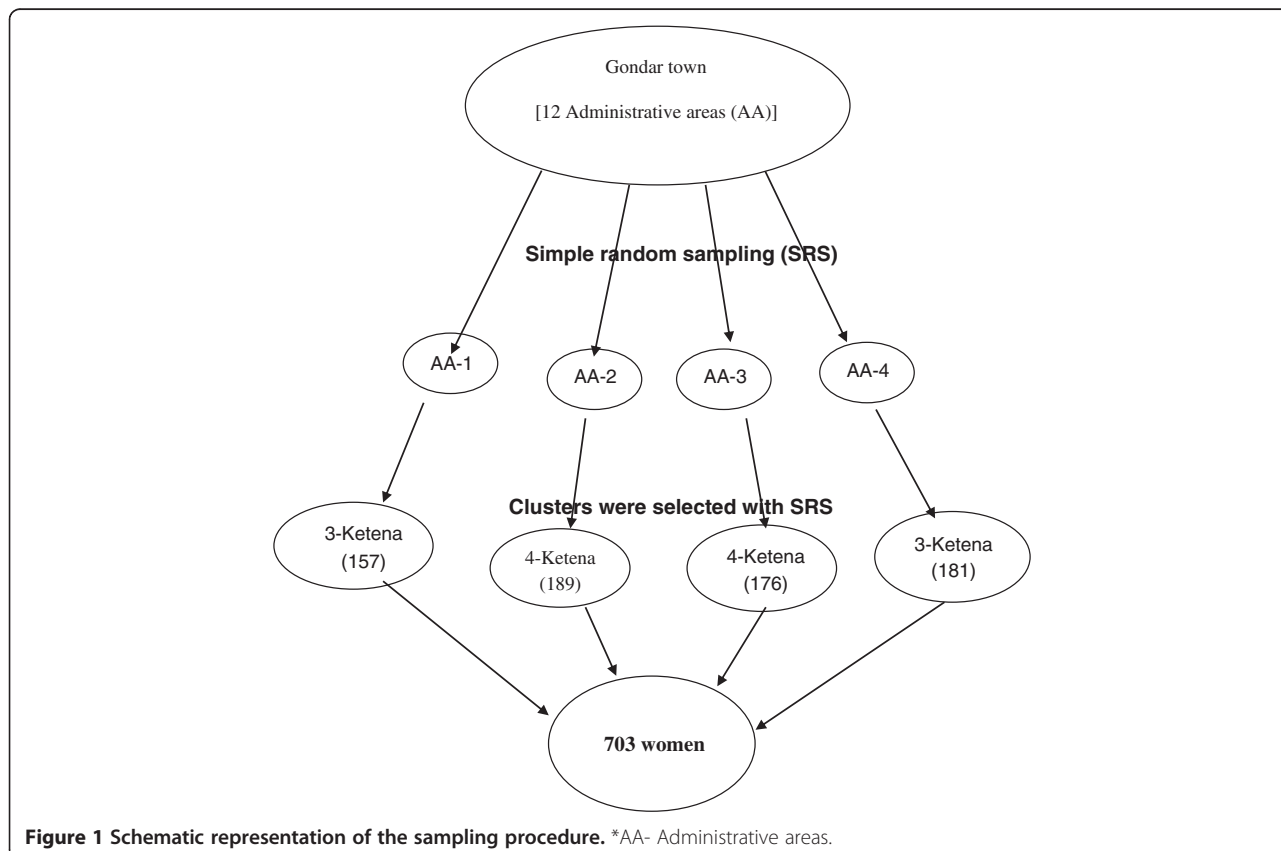 Gondar town
[12 Administrative areas (AA)]
Simple random sampling (SRS)
AA-1
AA-2
AA-3
AA-4
Clusters were selected with SRS
3-Ketena
(157)
4-Ketena
(189)
4-Ketena
(176)
3-Ketena
(181)
703 women
Figure 1 Schematic representation of the sampling procedure. *AA- Administrative areas.